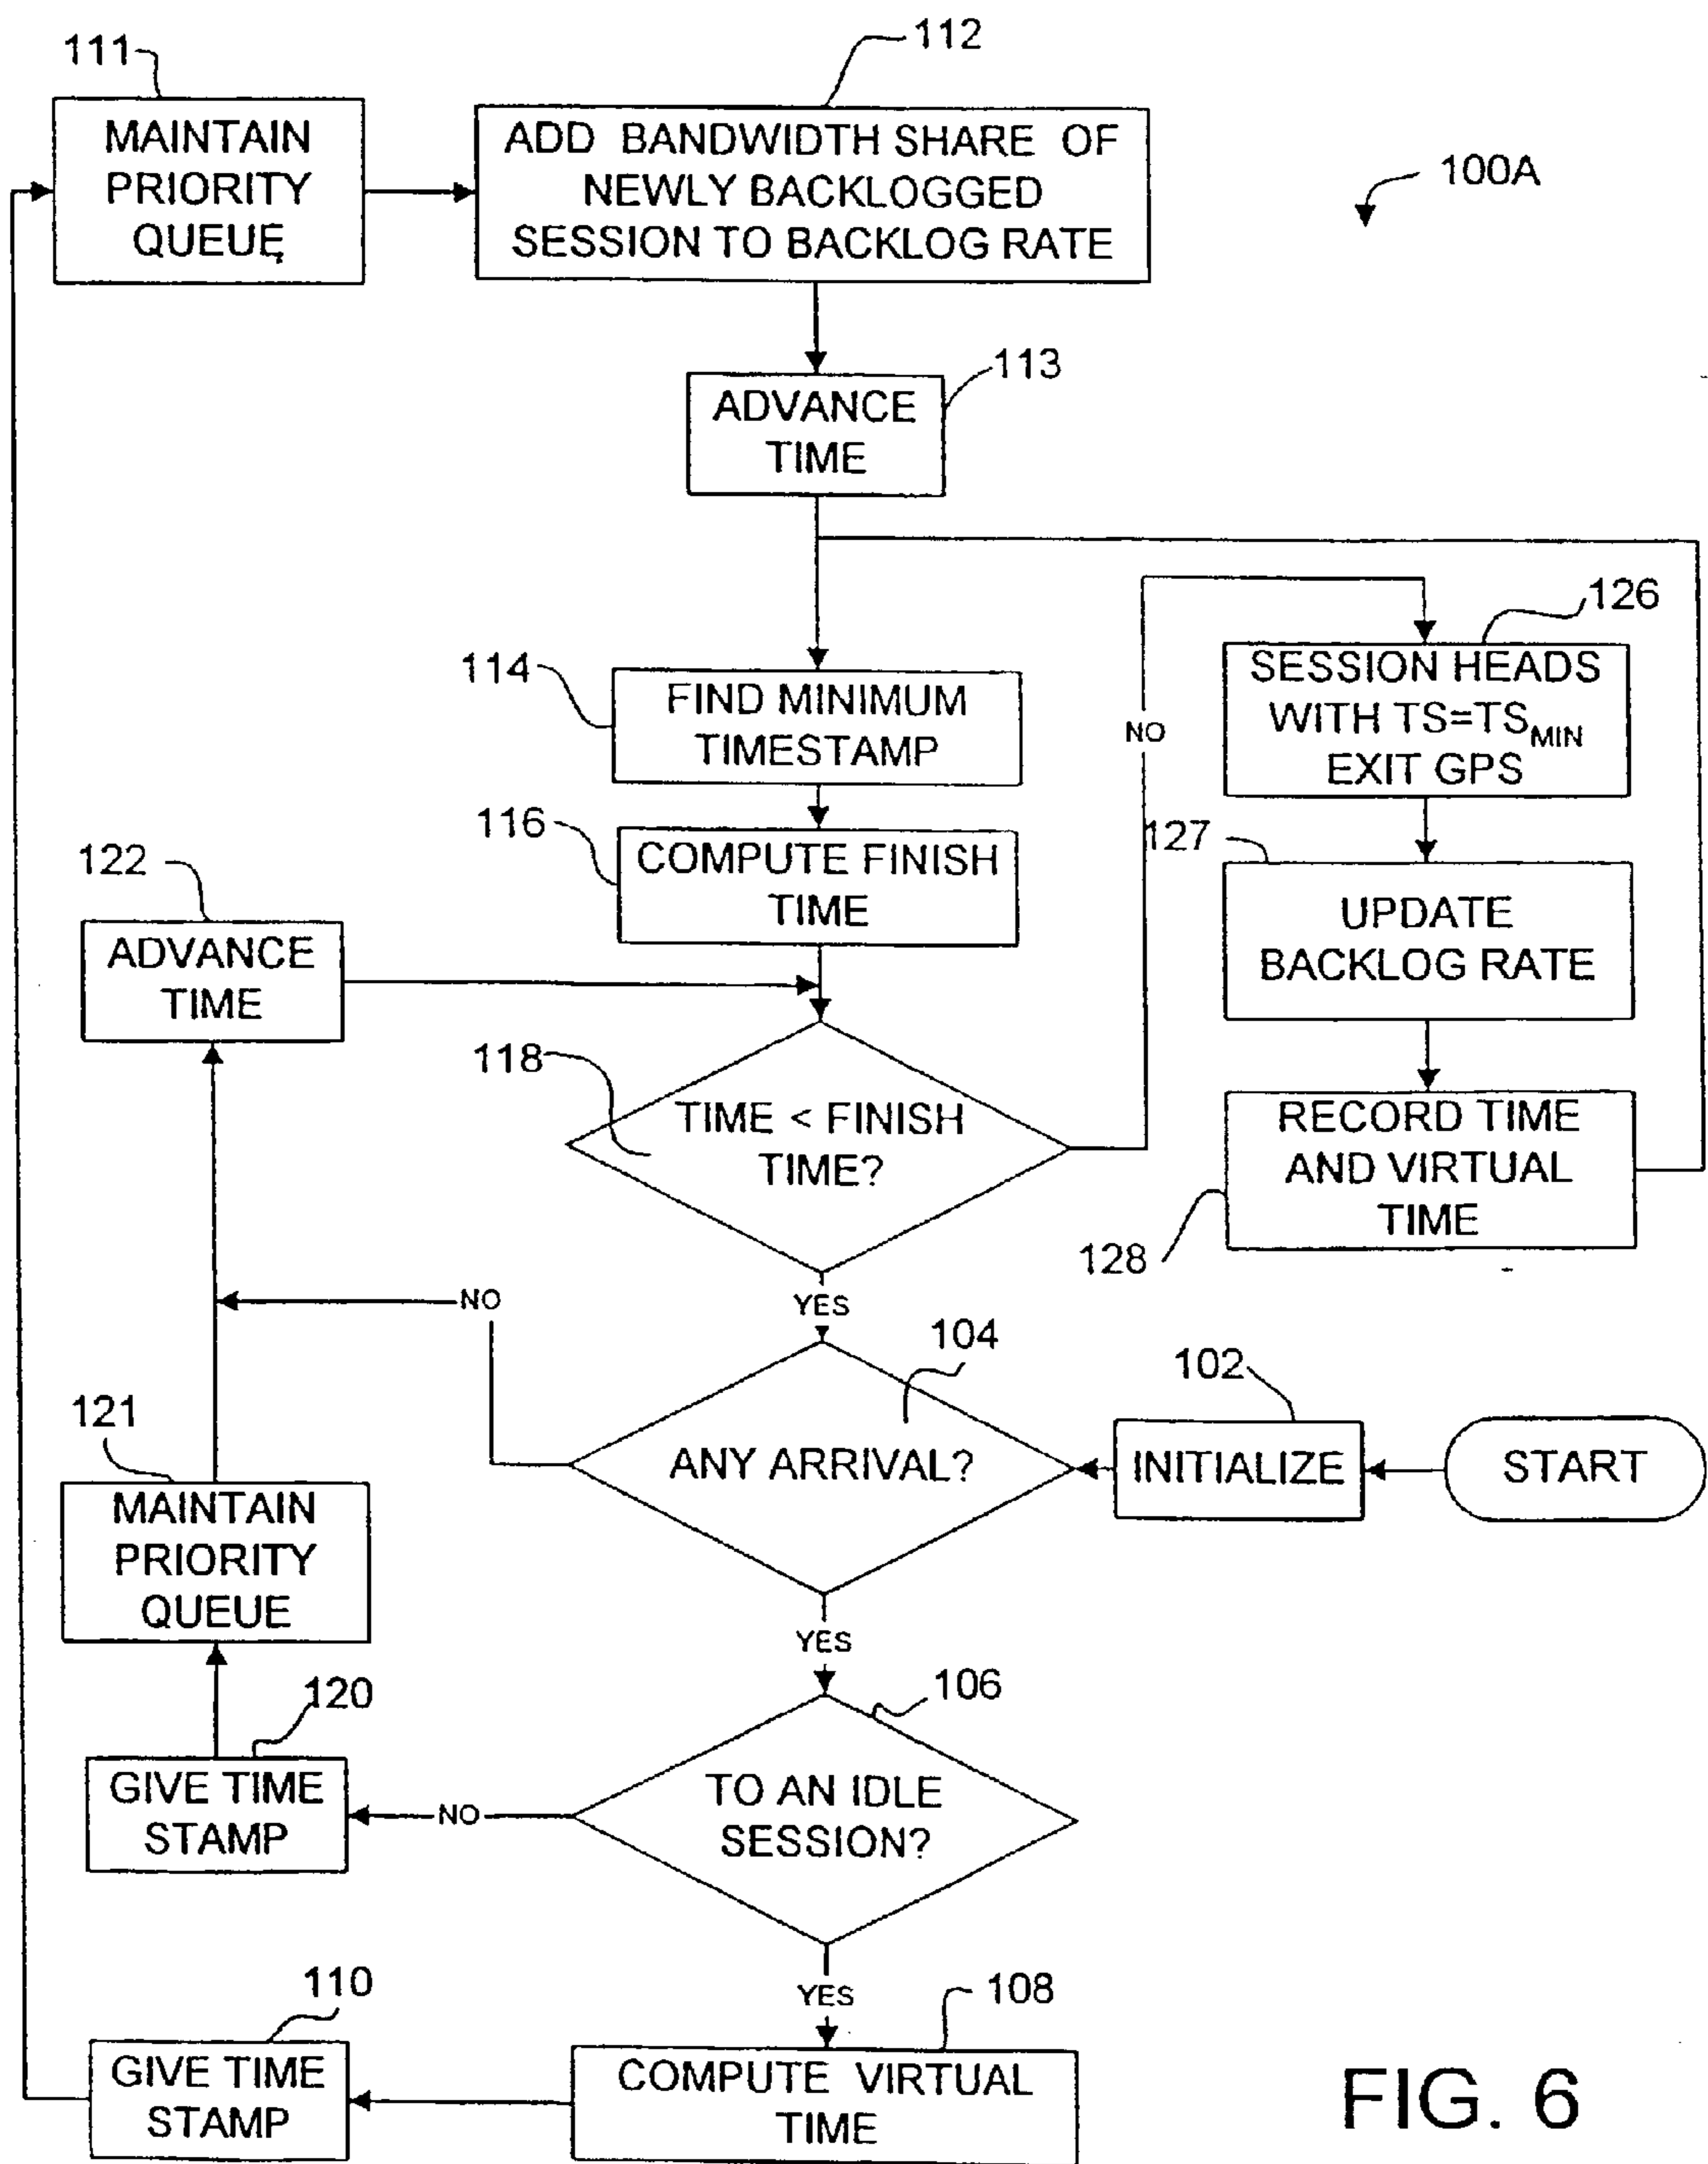 111
112
MAINTAIN
PRIORITY
QUEUE
ADD BANDWIDTH SHARE OF
NEWLY BACKLOGGED
SESSION TO BACKLOG RATE
100A
113
ADVANCE
TIME
126
114
FIND MINIMUM
TIMESTAMP
NO
SESSION HEADS
WITH TS=TSMIN
EXIT GPS
116
COMPUTE FINISH
TIME
127
UPDATE
BACKLOG RATE
122
ADVANCE
TIME
118
TIME < FINISH
TIME?
RECORD TIME
AND VIRTUAL
TIME
128
YES
NO
104
102
121
ANY ARRIVAL?
INITIALIZE
START
MAINTAIN
PRIORITY
QUEUE
YES
120
106
GIVE TIME
STAMP
NO
TO AN IDLE
SESSION?
110
YES
108
GIVE TIME
STAMP
COMPUTE VIRTUAL
TIME
FIG. 6